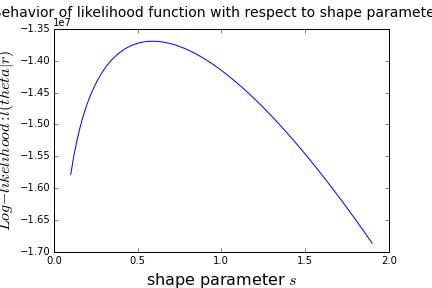 Behavior of likelihood function with respect to shape parameter
1e7
−1.35
−1.40
−1.45
−1.50
−1.55
−1.60
−1.65
−1.70
Log−likelihood:l(theta|r)
0.0 0.5 1.0 1.5 2.0
shape parameter s